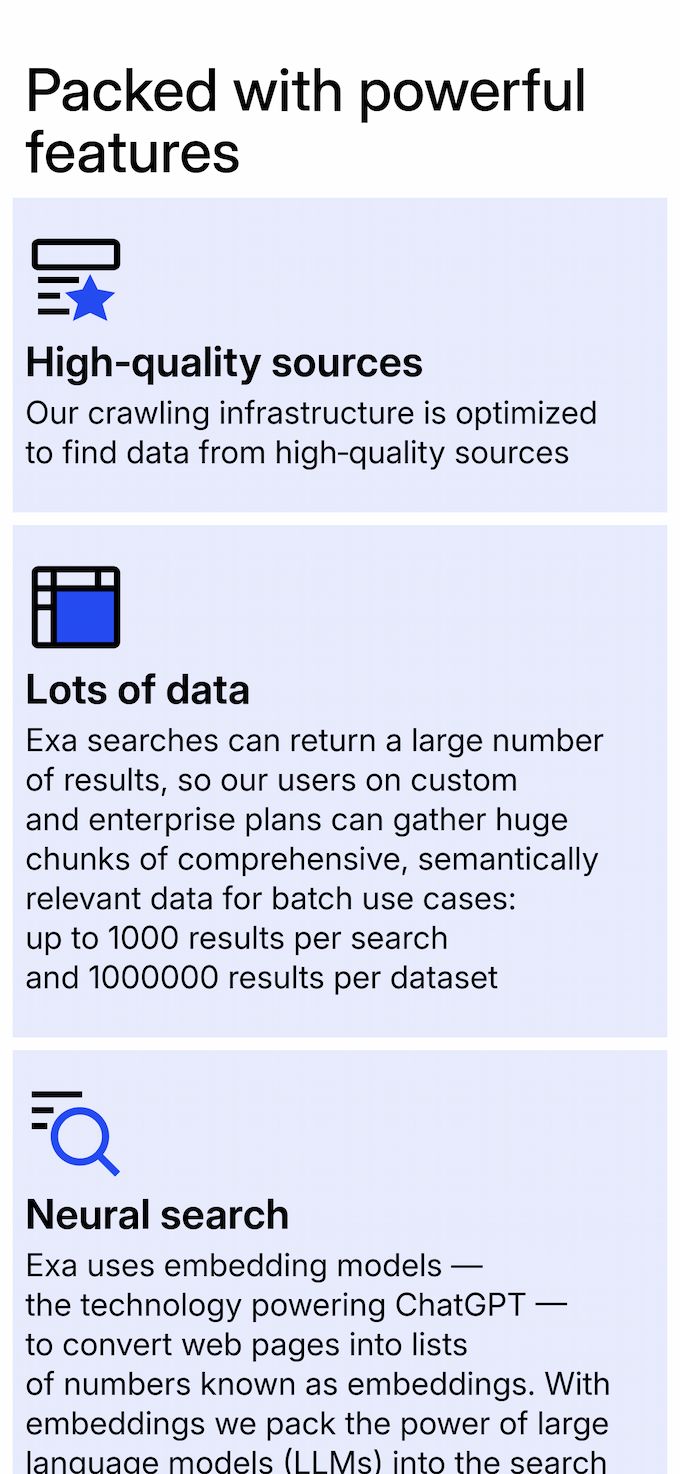 Packed with powerful
features
High-quality sources
Our crawling infrastructure is optimized
to find data from high-quality sources
Lots of data
Exa searches can return a large number
of results, so our users on custom
and enterprise plans can gather huge
chunks of comprehensive, semantically
relevant data for batch use cases:
up to 1000 results per search
and 1000000 results per dataset
Neural search
Exa uses embedding models —
the technology powering ChatGPT —
to convert web pages into lists
of numbers known as embeddings. With
embeddings we pack the power of large
language models (LLMs) into the search